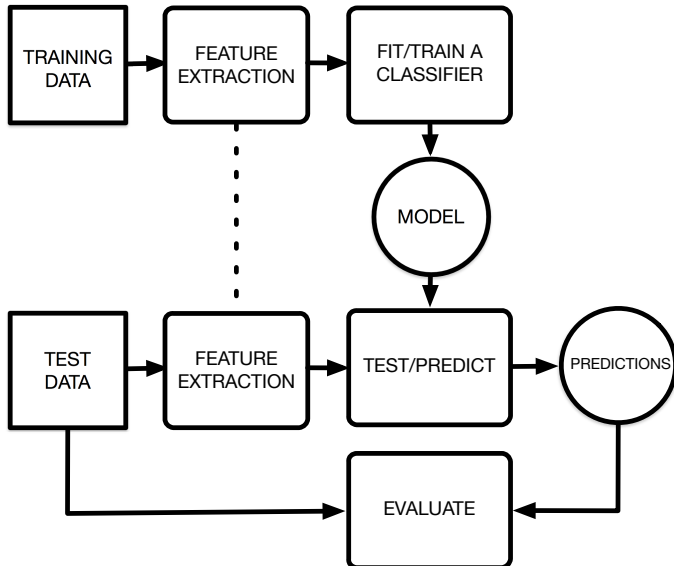 TRAINING
DATA
FEATURE
EXTRACTION
FIT/TRAIN A
CLASSIFIER
MODEL
TEST
DATA
FEATURE
EXTRACTION
TEST/PREDICT
PREDICTIONS
EVALUATE